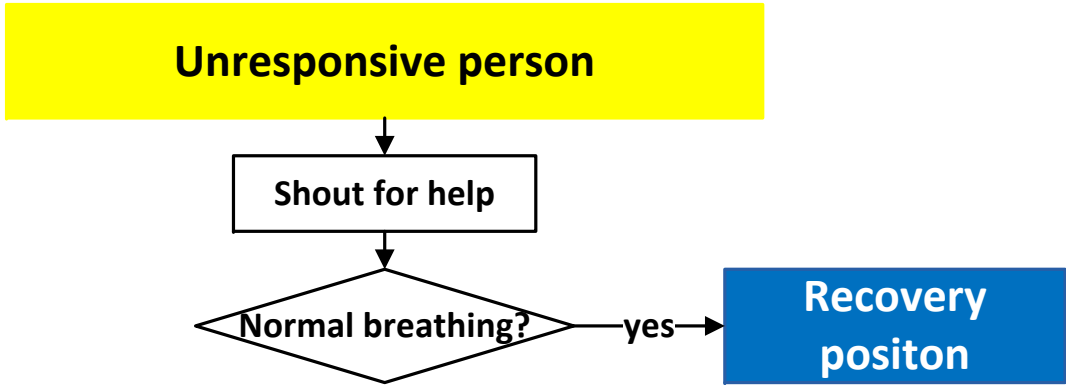 Unresponsive person
Shout for help
Normal breathing?
yes
Recovery
positon